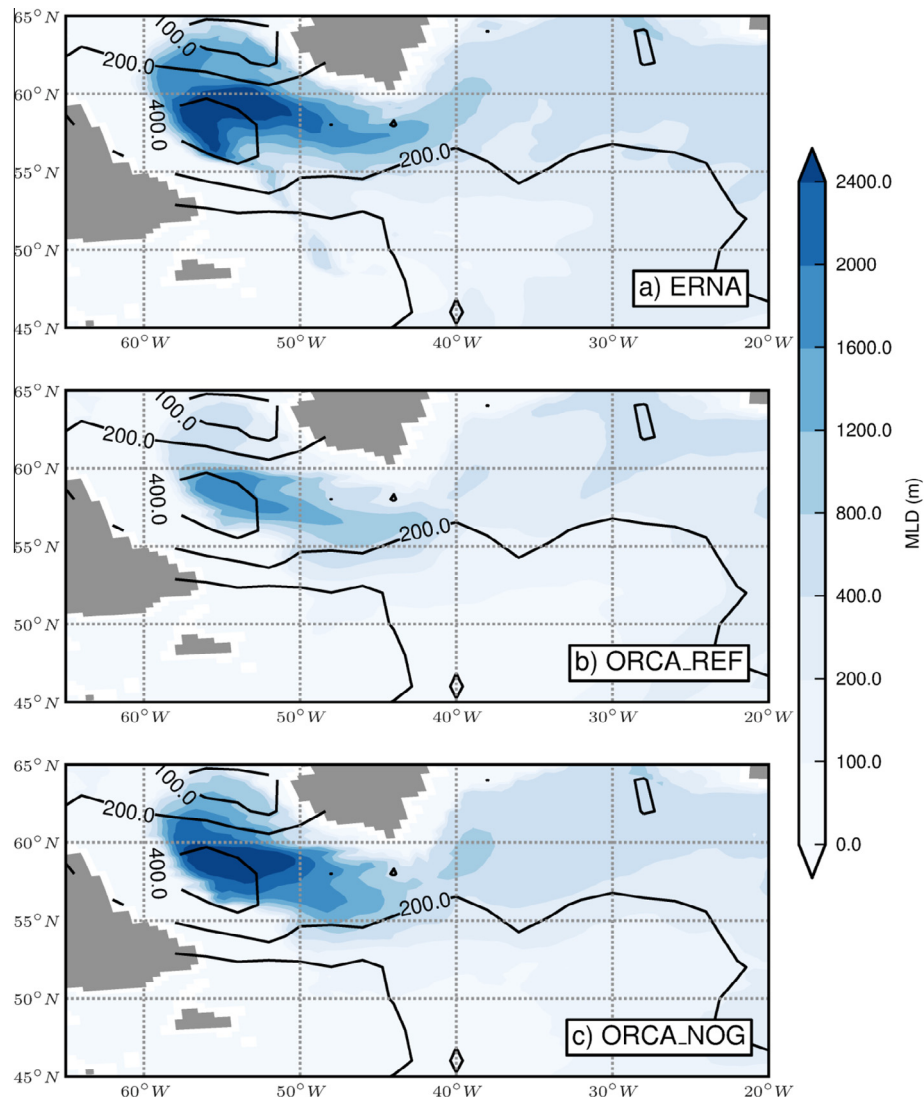 65°N
60°N
55°N
50°N
45°N
100.0
200.0
400.0
200.0
a) ERNA
60°W
50°W
40°W
30°W
20°W
65°N
60°N
55°N
50°N
45°N
100.0
200.0
400.0
200.0
b) ORCA_REF
60°W
50°W
40°W
30°W
20°W
65°N
60°N
55°N
50°N
45°N
100.0
200.0
400.0
200.0
c) ORCA_NOG
60°W
50°W
40°W
30°W
20°W
2400.0
2000
1600.0
1200.0
800.0
400.0
200.0
100.0
0.0
MLD (m)